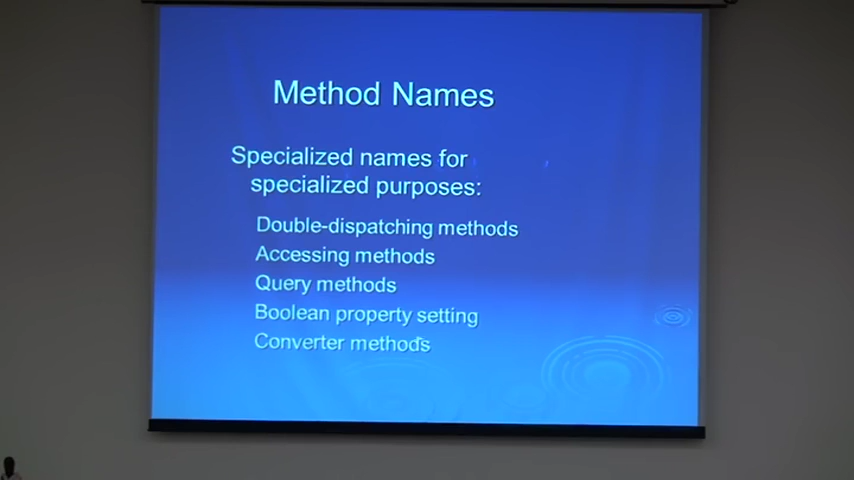 Method Names
Specialized names for
specialized purposes:
Double-dispatching methods
Accessing methods
Query methods
Boolean property setting
Converter methods